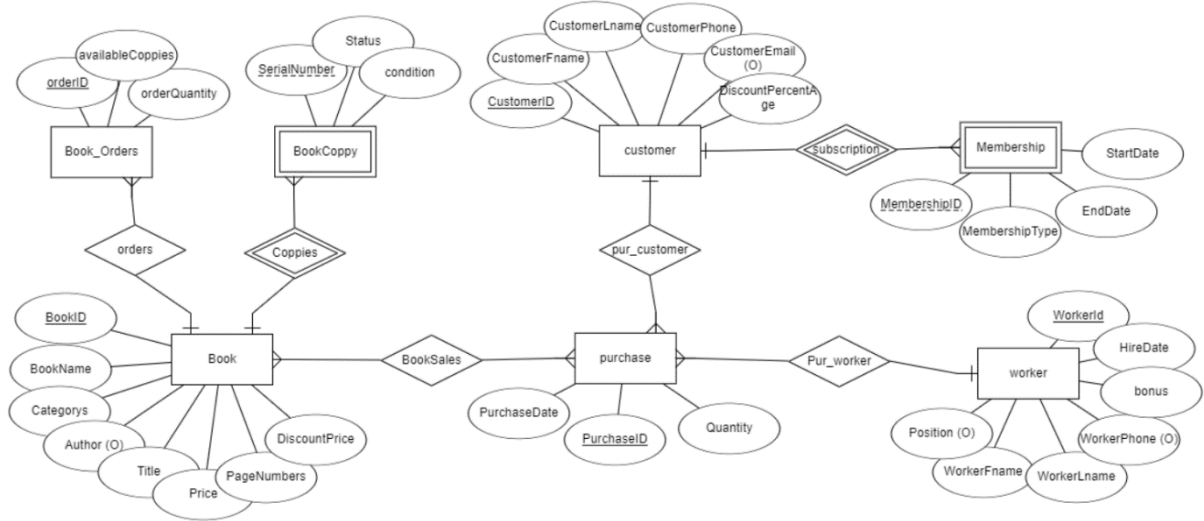 availableCoppies
orderID
orderQuantity
Book_Orders
Status
SerialNumber
condition
BookCoppy
CustomerLname
CustomerPhone
CustomerFname
CustomerEmail
(O)
CustomerID
DiscountPercentA
ge
customer
subscription
Membership
StartDate
MembershipID
EndDate
MembershipType
orders
Coppies
pur_customer
BookID
BookName
Categorys
Author (O)
Title
Price
PageNumbers
DiscountPrice
Book
BookSales
purchase
PurchaseDate
PurchaseID
Quantity
Pur_worker
WorkerId
HireDate
worker
bonus
Position (O)
WorkerPhone (O)
WorkerFname
WorkerLname